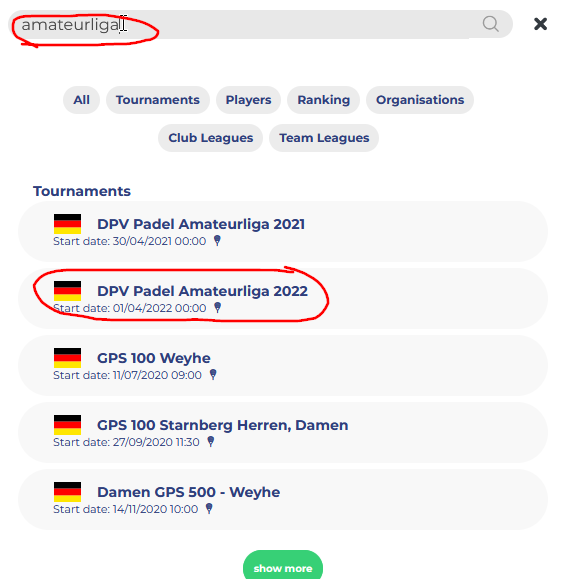 amateurliga
All Tournaments Players Ranking Organisations
Club Leagues Team Leagues
Tournaments
DPV Padel Amateurliga 2021
Start date: 30/04/2021 00:00
DPV Padel Amateurliga 2022
Start date: 01/04/2022 00:00
GPS 100 Weyhe
Start date: 11/07/2020 09:00
GPS 100 Starnberg Herren, Damen
Start date: 27/09/2020 11:30
Damen GPS 500 - Weyhe
Start date: 14/11/2020 10:00
show more